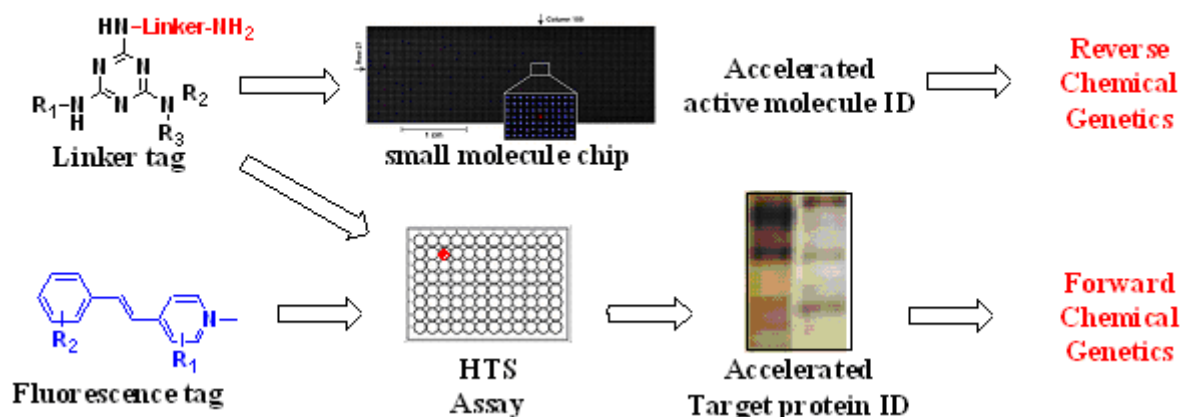 HN-Linker-NH2
N N
R1-N N N-R2
H R3
Linker tag
Column 109
1 cm
small molecule chip
Accelerated
active molecule ID
Reverse
Chemical
Genetics
R2
N
R1
Fluorescence tag
HTS
Assay
Accelerated
Target protein ID
Forward
Chemical
Genetics